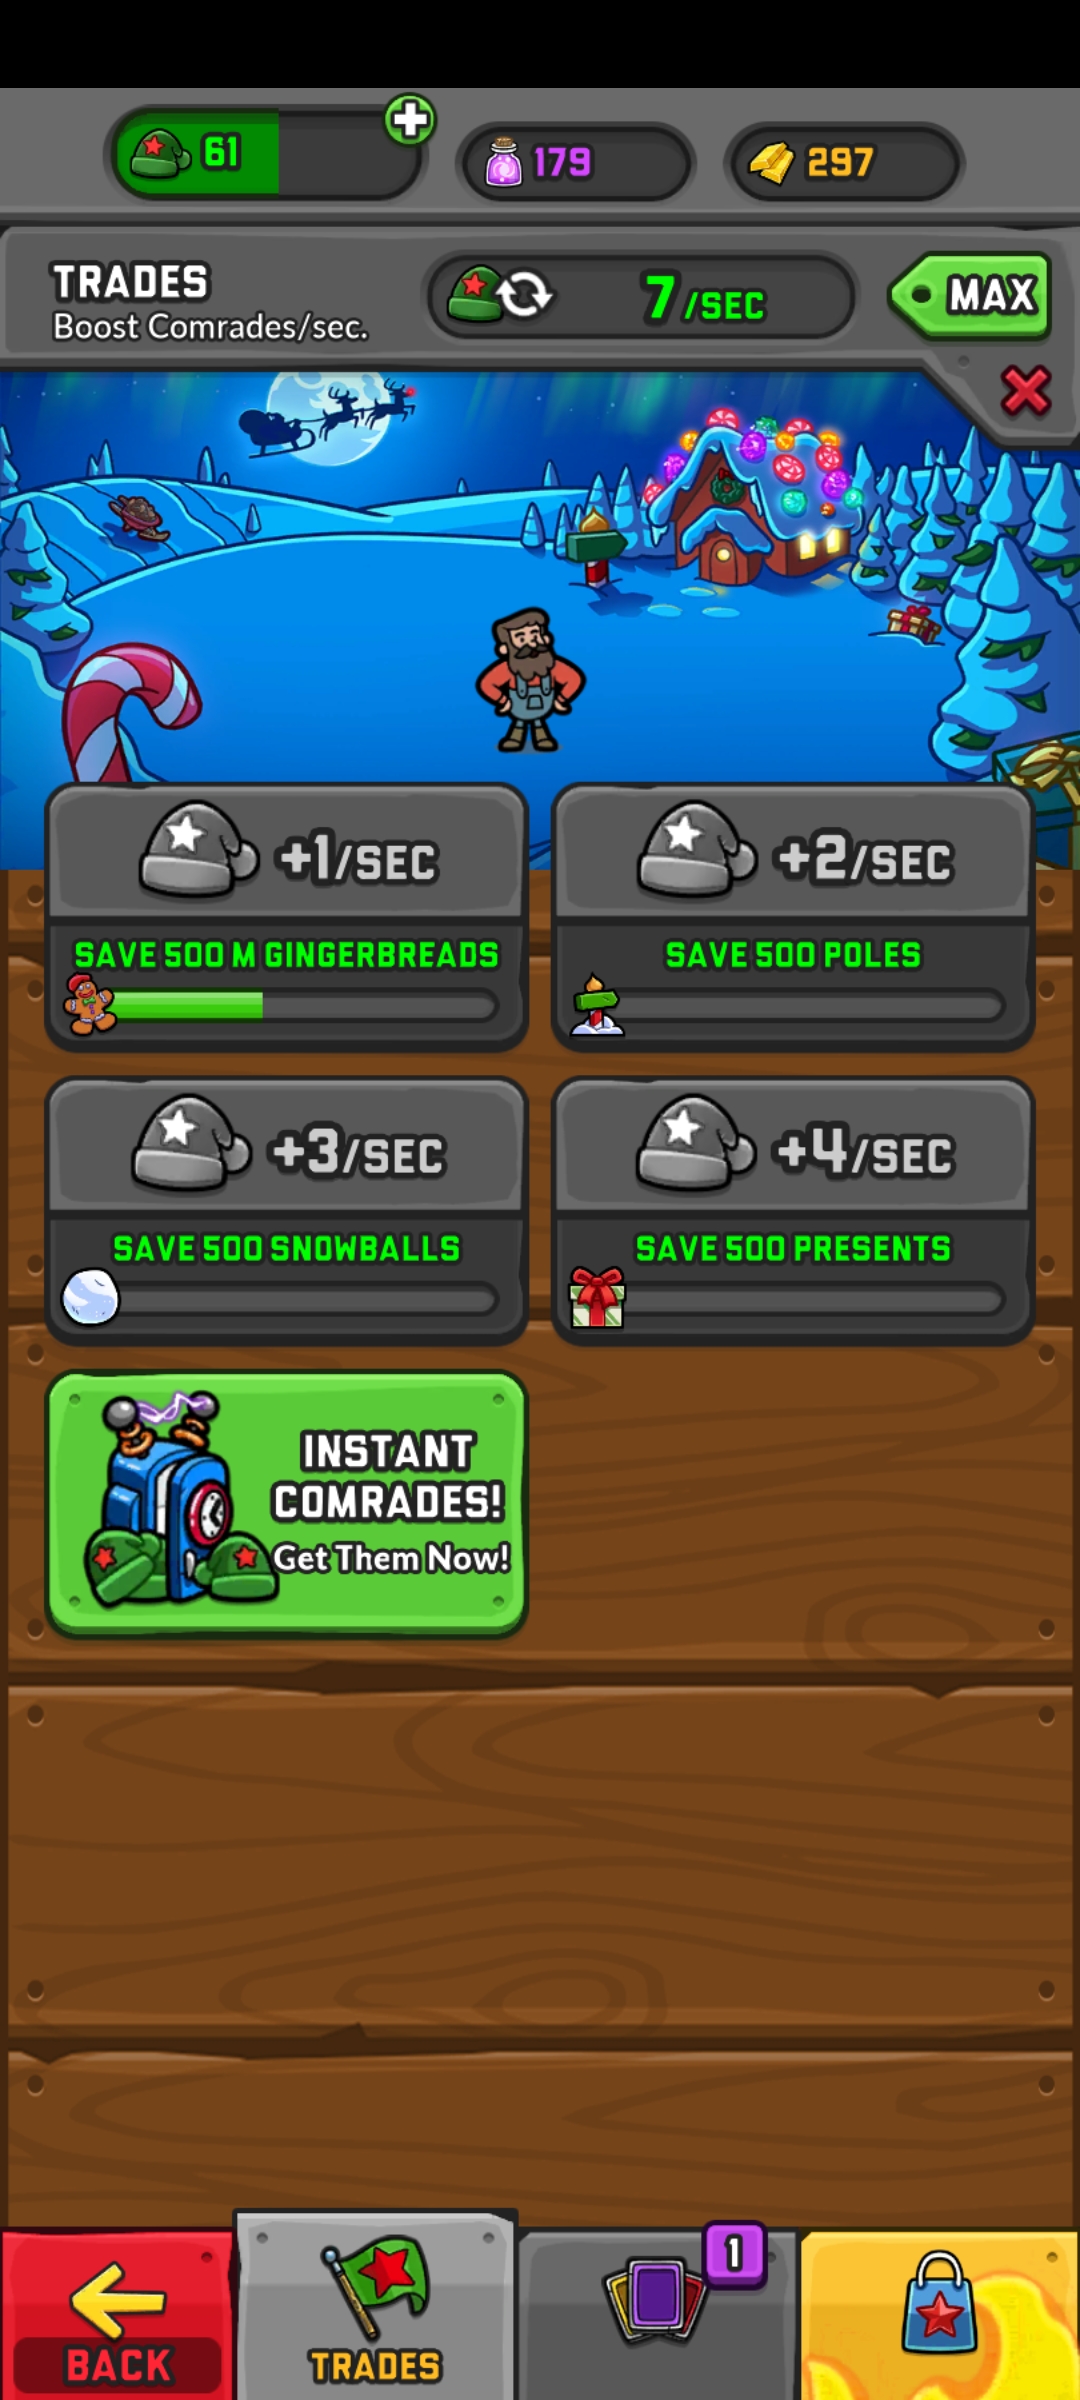 61
179
297
TRADES
Boost Comrades/sec.
7/SEC
MAX
+1/SEC
+2/SEC
SAVE 500 M GINGERBREADS
SAVE 500 POLES
+3/SEC
+4/SEC
SAVE 500 SNOWBALLS
SAVE 500 PRESENTS
INSTANT
COMRADES!
Get Them Now!
1
BACK
TRADES